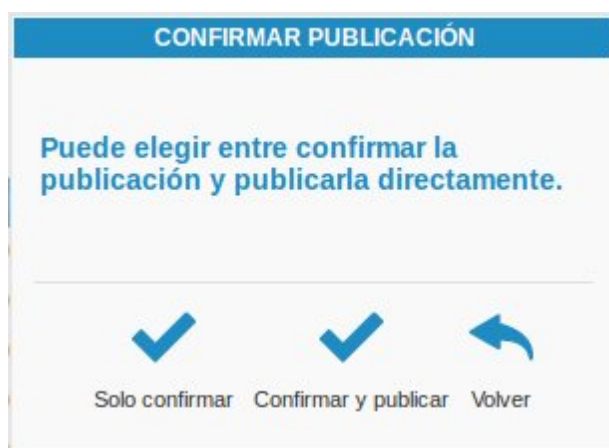 CONFIRMAR PUBLICACIÓN
Puede elegir entre confirmar la
publicación y publicarla directamente.
Solo confirmar Confirmar y publicar Volver